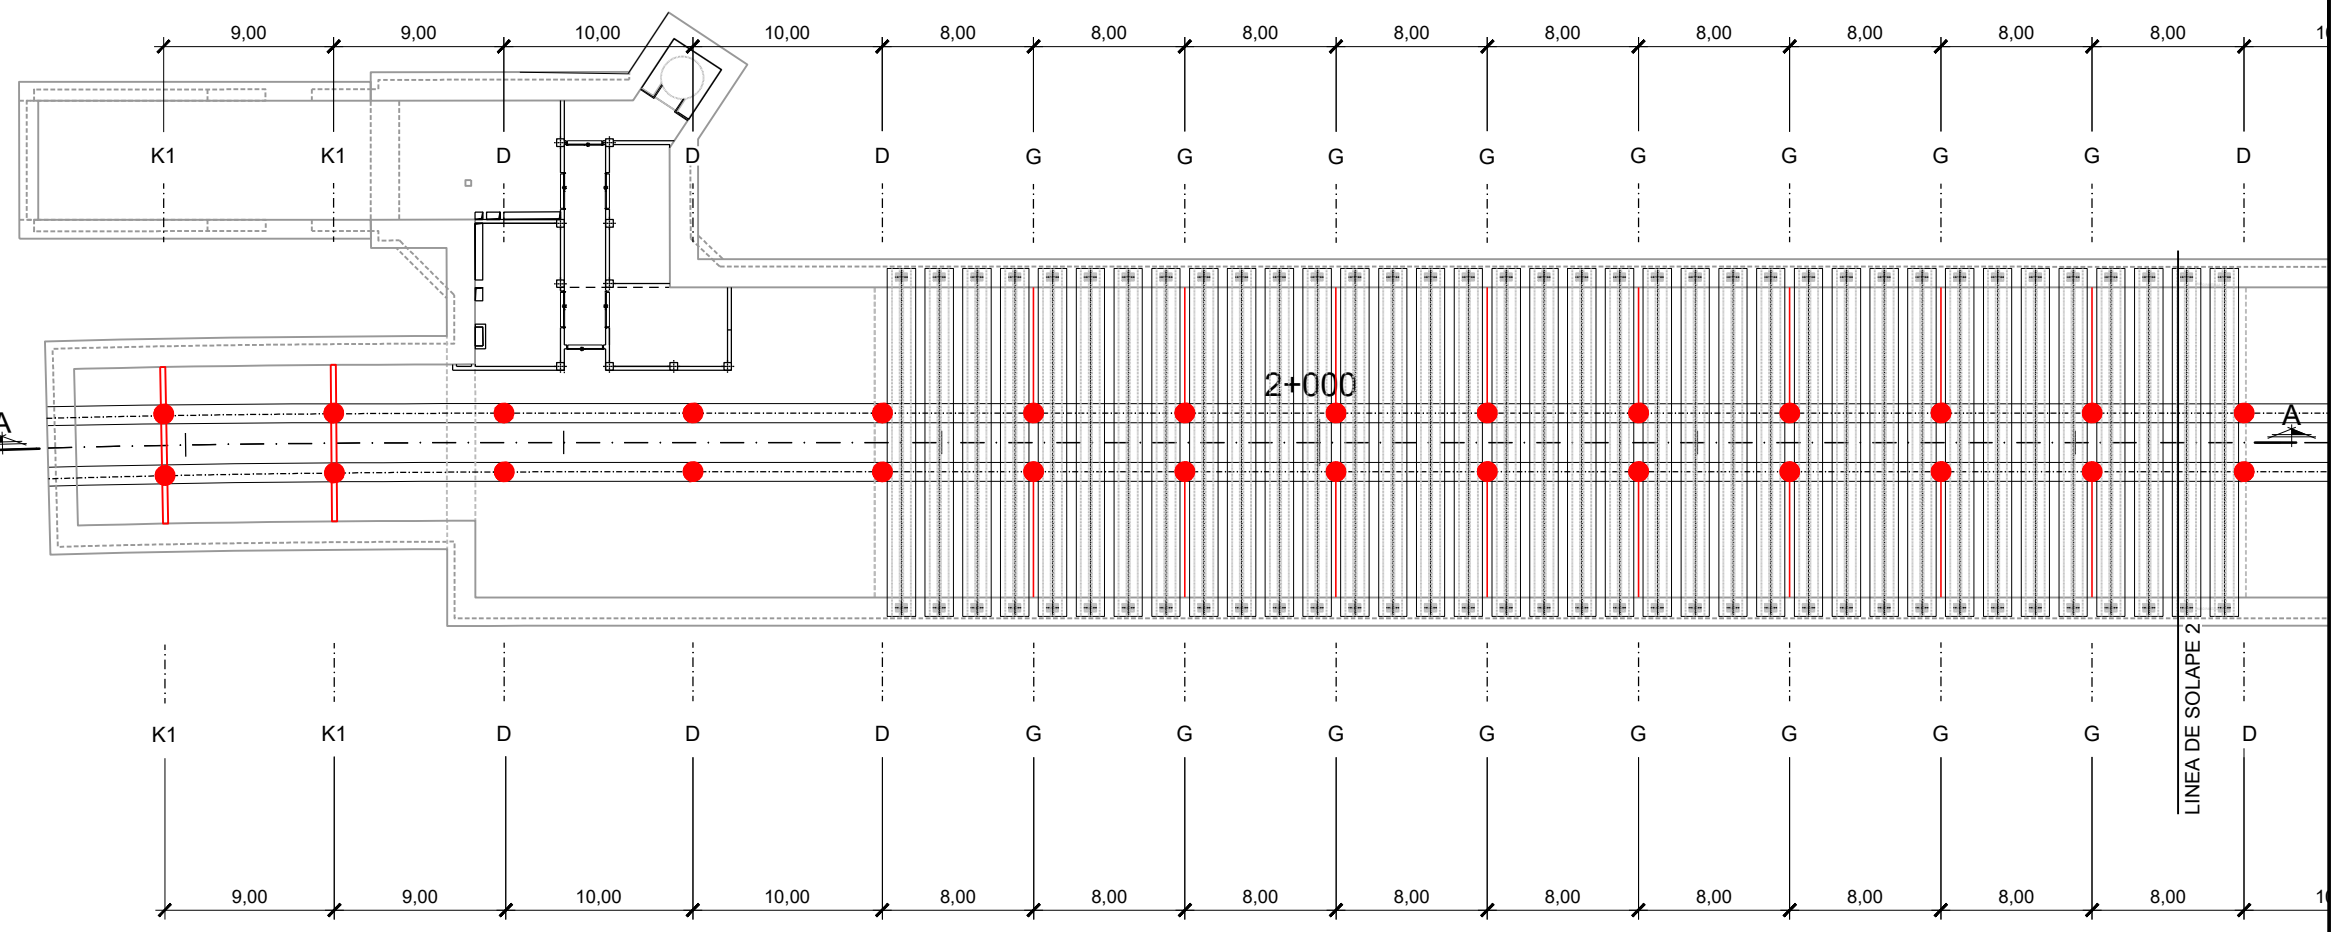 9,00 9,00 10,00 10,00 8,00 8,00 8,00 8,00 8,00 8,00 8,00 8,00 8,00
K1 K1 D D D G G G G G G G G D
2+000
A A
LINEA DE SOLAPE 2
K1 K1 D D D G G G G G G G G D
9,00 9,00 10,00 10,00 8,00 8,00 8,00 8,00 8,00 8,00 8,00 8,00 8,00